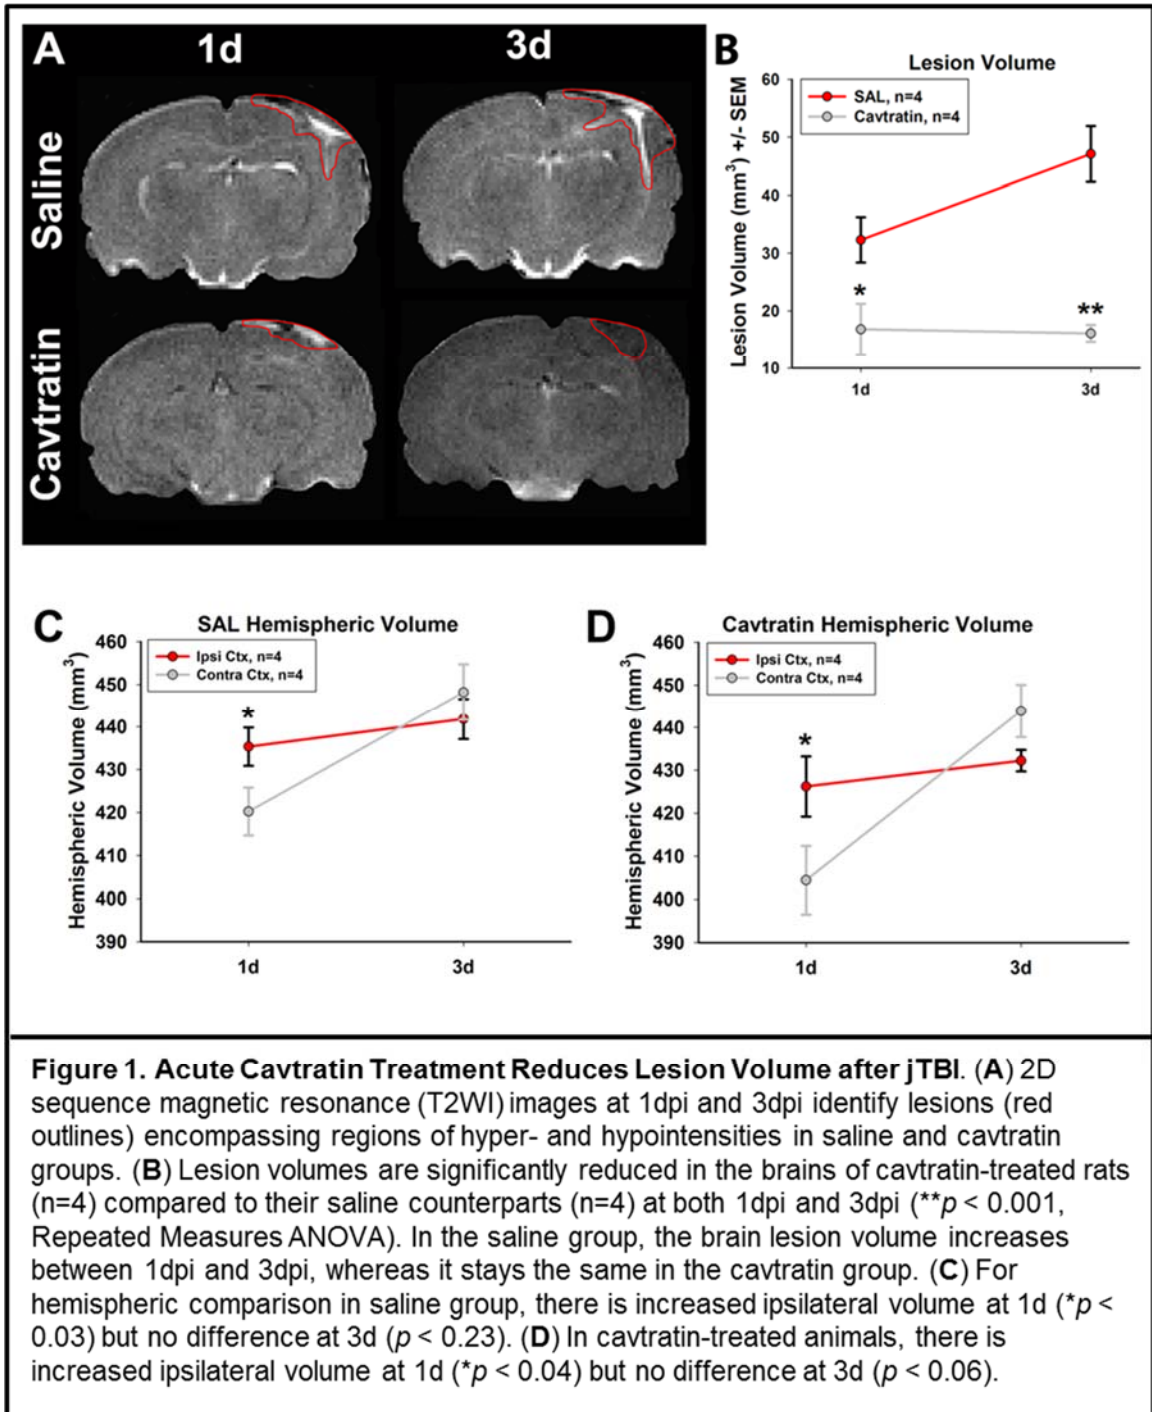 A
1d
3d
Saline
Cavtratin
B
Lesion Volume
SAL, n=4
Cavtratin, n=4
Lesion Volume (mm³) +/- SEM
60
50
40
30
20
10
*
**
1d
3d
C
SAL Hemispheric Volume
Ipsi Ctx, n=4
Contra Ctx, n=4
Hemispheric Volume (mm³)
460
450
440
430
420
410
400
390
*
1d
3d
D
Cavtratin Hemispheric Volume
Ipsi Ctx, n=4
Contra Ctx, n=4
Hemispheric Volume (mm³)
460
450
440
430
420
410
400
390
*
1d
3d
Figure 1. Acute Cavtratin Treatment Reduces Lesion Volume after jTBI. (A) 2D
sequence magnetic resonance (T2WI) images at 1dpi and 3dpi identify lesions (red
outlines) encompassing regions of hyper- and hypointensities in saline and cavtratin
groups. (B) Lesion volumes are significantly reduced in the brains of cavtratin-treated rats
(n=4) compared to their saline counterparts (n=4) at both 1dpi and 3dpi (**p < 0.001,
Repeated Measures ANOVA). In the saline group, the brain lesion volume increases
between 1dpi and 3dpi, whereas it stays the same in the cavtratin group. (C) For
hemispheric comparison in saline group, there is increased ipsilateral volume at 1d (*p <
0.03) but no difference at 3d (p < 0.23). (D) In cavtratin-treated animals, there is
increased ipsilateral volume at 1d (*p < 0.04) but no difference at 3d (p < 0.06).